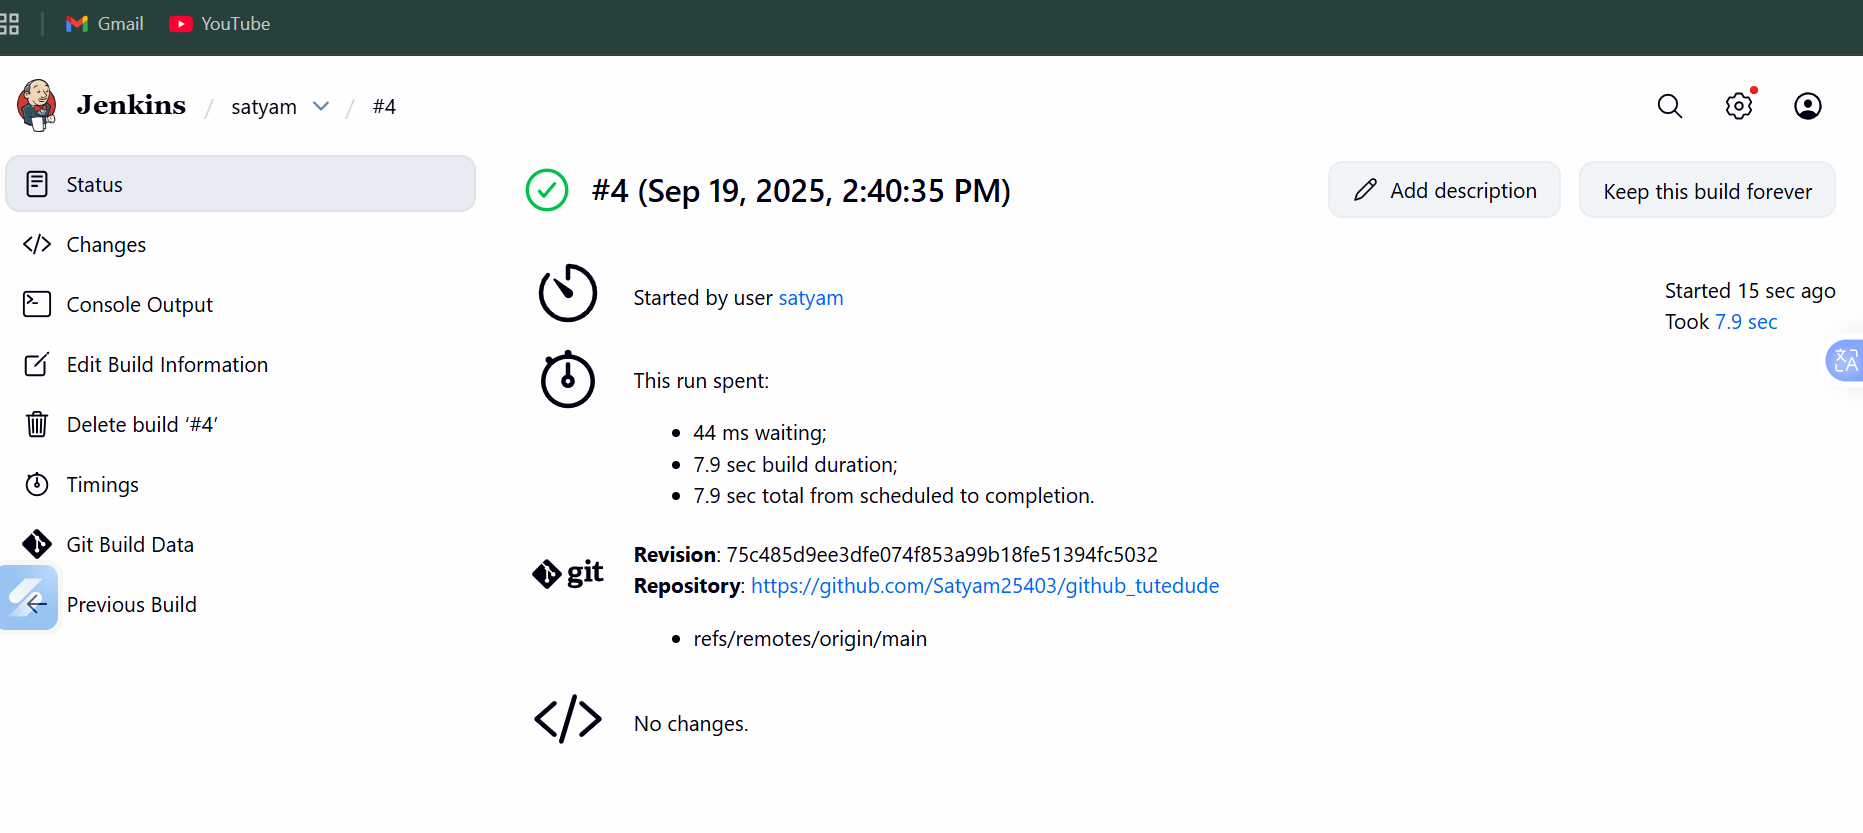 Gmail
YouTube
Jenkins / satyam / #4
Status
Changes
Console Output
Edit Build Information
Delete build ‘#4’
Timings
Git Build Data
Previous Build
#4 (Sep 19, 2025, 2:40:35 PM)
Add description
Keep this build forever
Started by user satyam
Started 15 sec ago
Took 7.9 sec
This run spent:
44 ms waiting;
7.9 sec build duration;
7.9 sec total from scheduled to completion.
git
Revision: 75c485d9ee3dfe074f853a99b18fe51394fc5032
Repository: https://github.com/Satyam25403/github_tutedude
refs/remotes/origin/main
No changes.